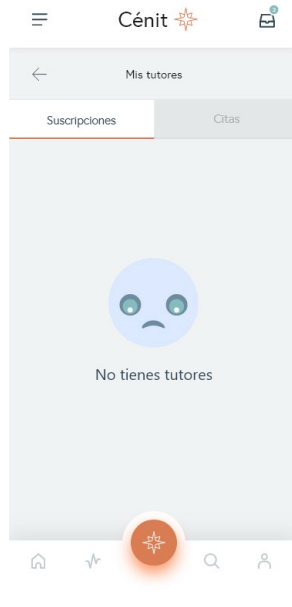 Cénit
Mis tutores
Suscripciones
Citas
No tienes tutores